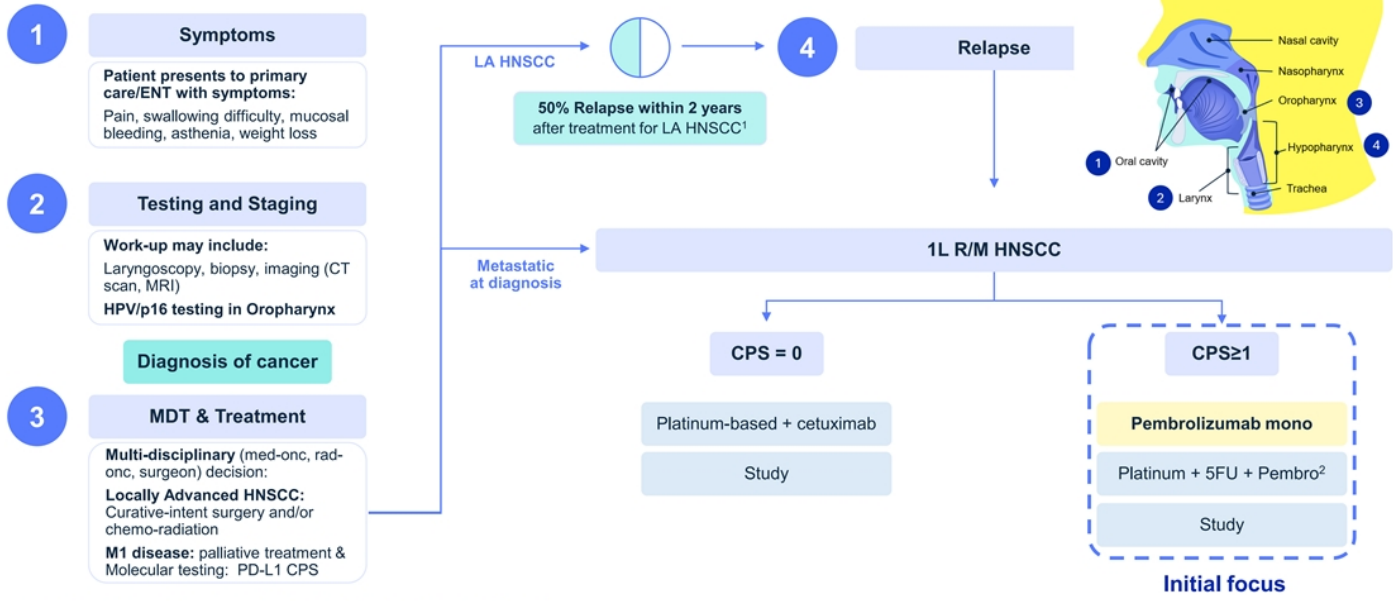 1
Symptoms
Patient presents to primary
care/ENT with symptoms:
Pain, swallowing difficulty, mucosal
bleeding, asthenia, weight loss
2
Testing and Staging
Work-up may include:
Laryngoscopy, biopsy, imaging (CT
scan, MRI)
HPV/p16 testing in Oropharynx
Diagnosis of cancer
3
MDT & Treatment
Multi-disciplinary (med-onc, rad-
onc, surgeon) decision:
Locally Advanced HNSCC:
Curative-intent surgery and/or
chemo-radiation
M1 disease: palliative treatment &
Molecular testing: PD-L1 CPS
LA HNSCC
50% Relapse within 2 years
after treatment for LA HNSCC¹
4
Relapse
Metastatic
at diagnosis
1L R/M HNSCC
CPS = 0
Platinum-based + cetuximab
Study
CPS≥1
Pembrolizumab mono
Platinum + 5FU + Pembro²
Study
Initial focus
Nasal cavity
Nasopharynx
Oropharynx 3
Hypopharynx 4
1 Oral cavity
Trachea
2 Larynx